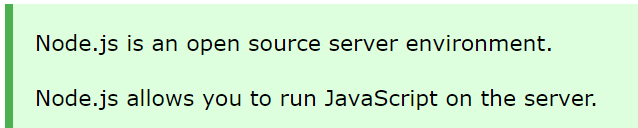 Node.js is an open source server environment.
Node.js allows you to run JavaScript on the server.